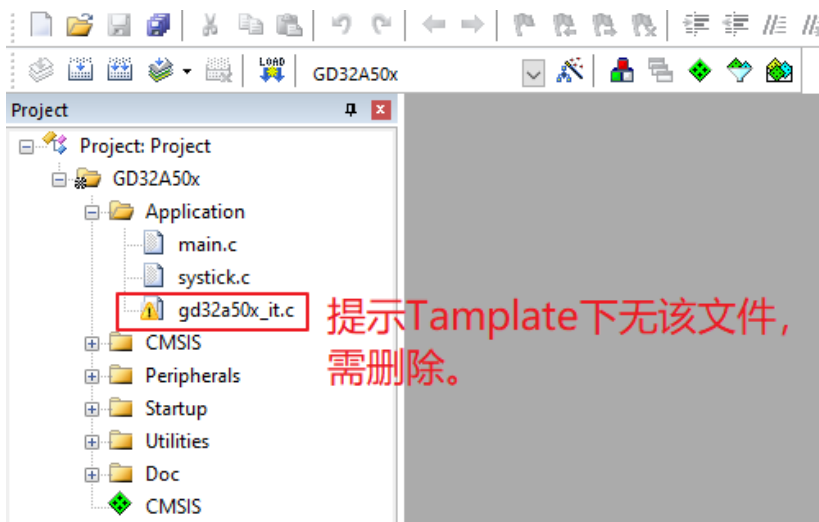 LOAD
GD32A50x
Project
Project: Project
GD32A50x
Application
main.c
systick.c
gd32a50x_it.c
提示Tamplate下无该文件，
需删除。
CMSIS
Peripherals
Startup
Utilities
Doc
CMSIS